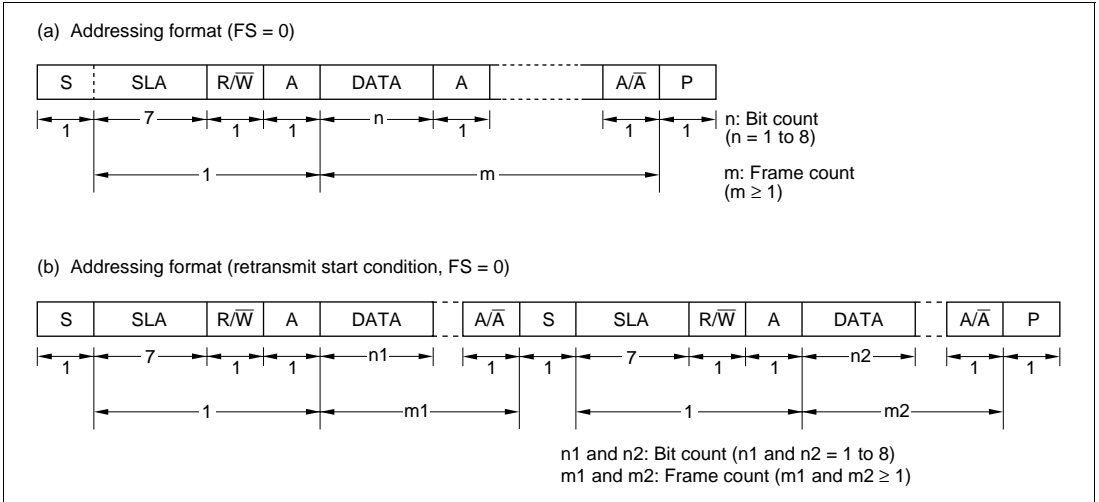 (a) Addressing format (FS = 0)
S SLA R/W̅ A DATA A A/A̅ P
1 7 1 1 n 1 1 1
n: Bit count
(n = 1 to 8)
1 m
m: Frame count
(m ≥ 1)
(b) Addressing format (retransmit start condition, FS = 0)
S SLA R/W̅ A DATA A/A̅ S SLA R/W̅ A DATA A/A̅ P
1 7 1 1 n1 1 1 7 1 1 n2 1 1
1 m1 1 m2
n1 and n2: Bit count (n1 and n2 = 1 to 8)
m1 and m2: Frame count (m1 and m2 ≥ 1)